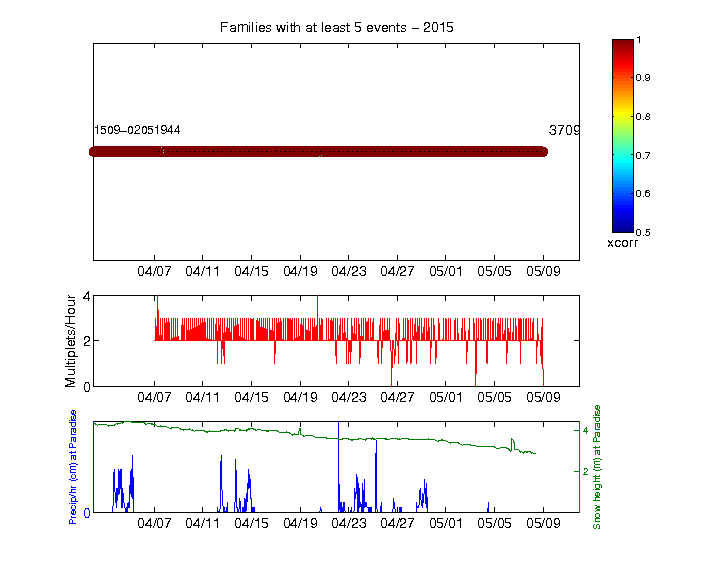 Families with at least 5 events − 2015
1509−02051944
3709
04/07 04/11 04/15 04/19 04/23 04/27 05/01 05/05 05/09
1
0.9
0.8
0.7
0.6
0.5
xcorr
Multiplets/Hour
4
2
0
04/07 04/11 04/15 04/19 04/23 04/27 05/01 05/05 05/09
Precip/hr (cm) at Paradise
0
4
2
Snow height (m) at Paradise
04/07 04/11 04/15 04/19 04/23 04/27 05/01 05/05 05/09